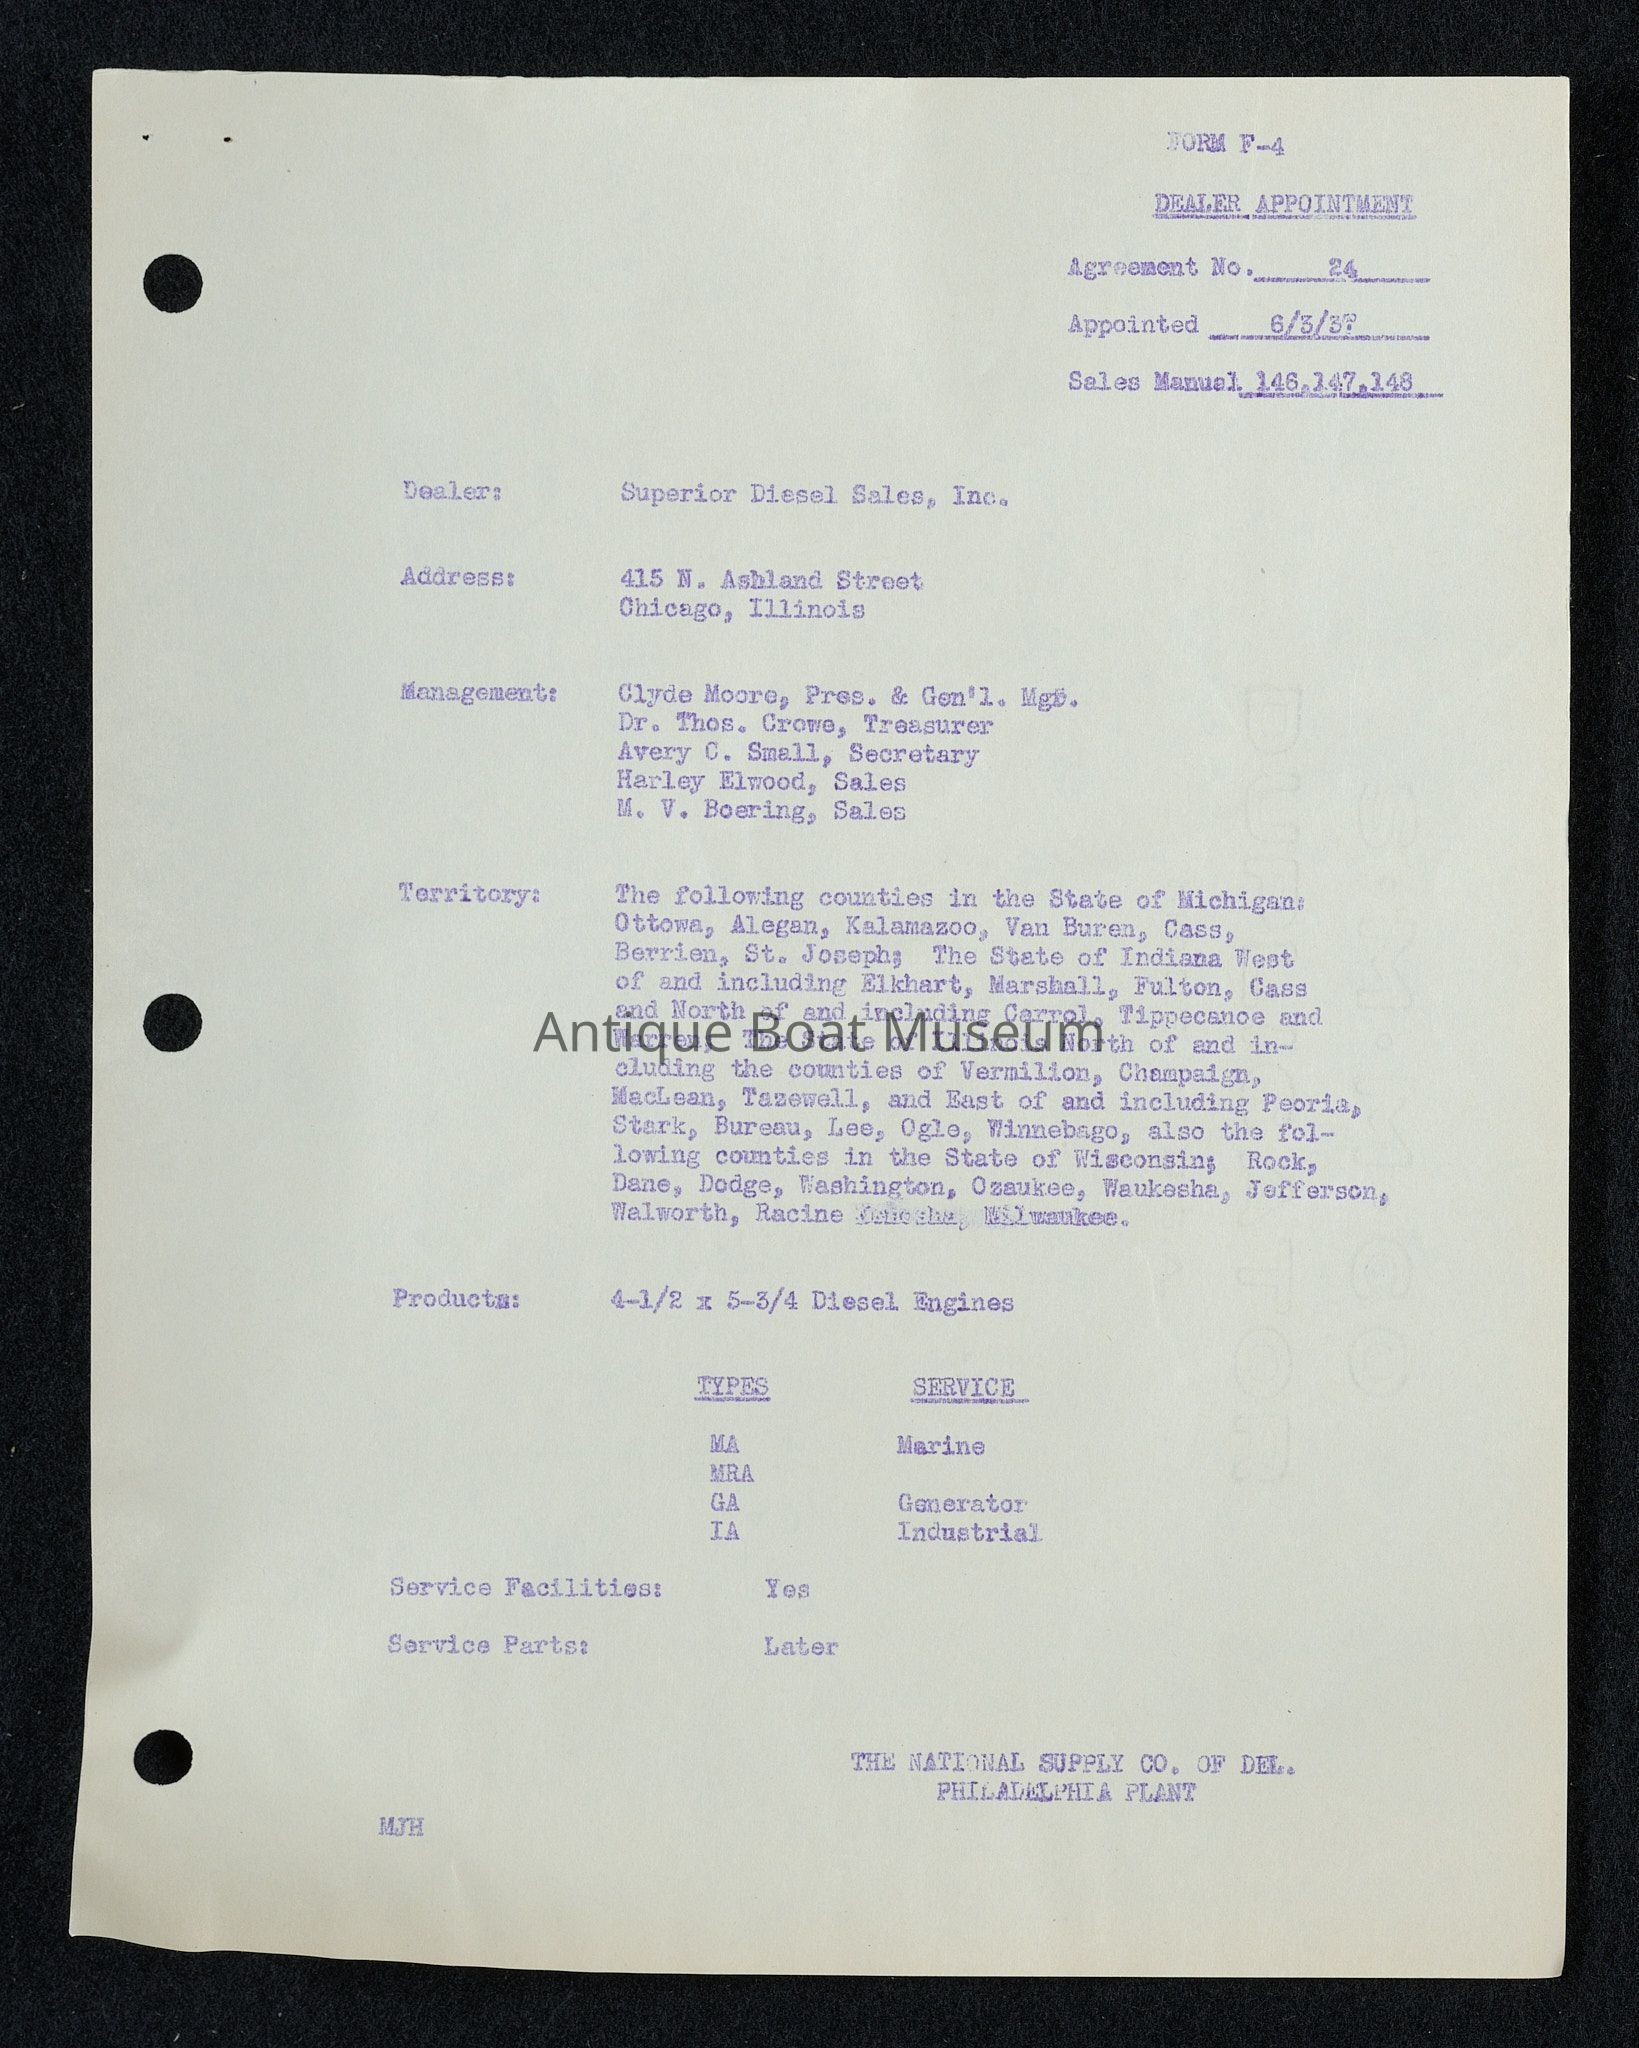 FORM F-4
DEALER APPOINTMENT
Agreement No. 24
Appointed 6/3/37
Sales Manual 146,147,148
Dealer: Superior Diesel Sales, Inc.
Address: 415 N. Ashland Street
Chicago, Illinois
Management: Clyde Moore, Pres. & Gen'l. Mgr.
Dr. Thos. Crowe, Treasurer
Avery C. Small, Secretary
Harley Elwood, Sales
M. V. Boering, Sales
Territory: The following counties in the State of Michigan:
Ottowa, Alegan, Kalamazoo, Van Buren, Cass,
Berrien, St. Joseph; The State of Indiana West
of and including Elkhart, Marshall, Fulton, Cass
and North of and including Carrol, Tippecanoe and
Warren; The State of Illinois North of and in-
cluding the counties of Vermilion, Champaign,
MacLean, Tazewell, and East of and including Peoria,
Stark, Bureau, Lee, Ogle, Winnebago, also the fol-
lowing counties in the State of Wisconsin; Rock,
Dane, Dodge, Washington, Ozaukee, Waukesha, Jefferson,
Walworth, Racine Kenosha, Milwaukee.
Antique Boat Museum
Products: 4-1/2 x 5-3/4 Diesel Engines
TYPES SERVICE
MA Marine
MRA
GA Generator
IA Industrial
Service Facilities: Yes
Service Parts: Later
THE NATIONAL SUPPLY CO. OF DEL.
PHILADELPHIA PLANT
MJH